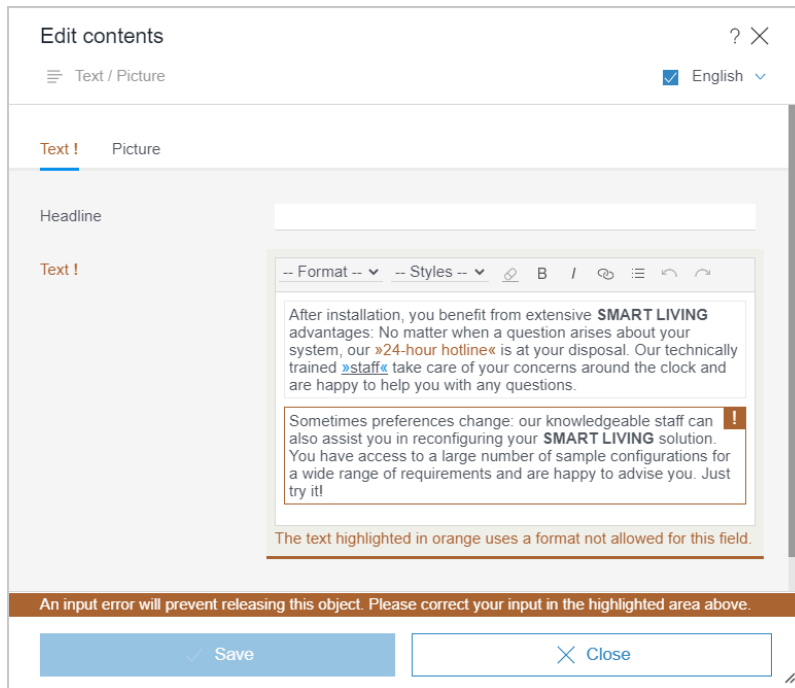 Edit contents ?
Text / Picture English
Text ! Picture
Headline
Text !
-- Format -- -- Styles -- B I
After installation, you benefit from extensive SMART LIVING
advantages: No matter when a question arises about your
system, our »24-hour hotline« is at your disposal. Our technically
trained »staff« take care of your concerns around the clock and
are happy to help you with any questions.
!
Sometimes preferences change: our knowledgeable staff can
also assist you in reconfiguring your SMART LIVING solution.
You have access to a large number of sample configurations for
a wide range of requirements and are happy to advise you. Just
try it!
The text highlighted in orange uses a format not allowed for this field.
An input error will prevent releasing this object. Please correct your input in the highlighted area above.
Save Close